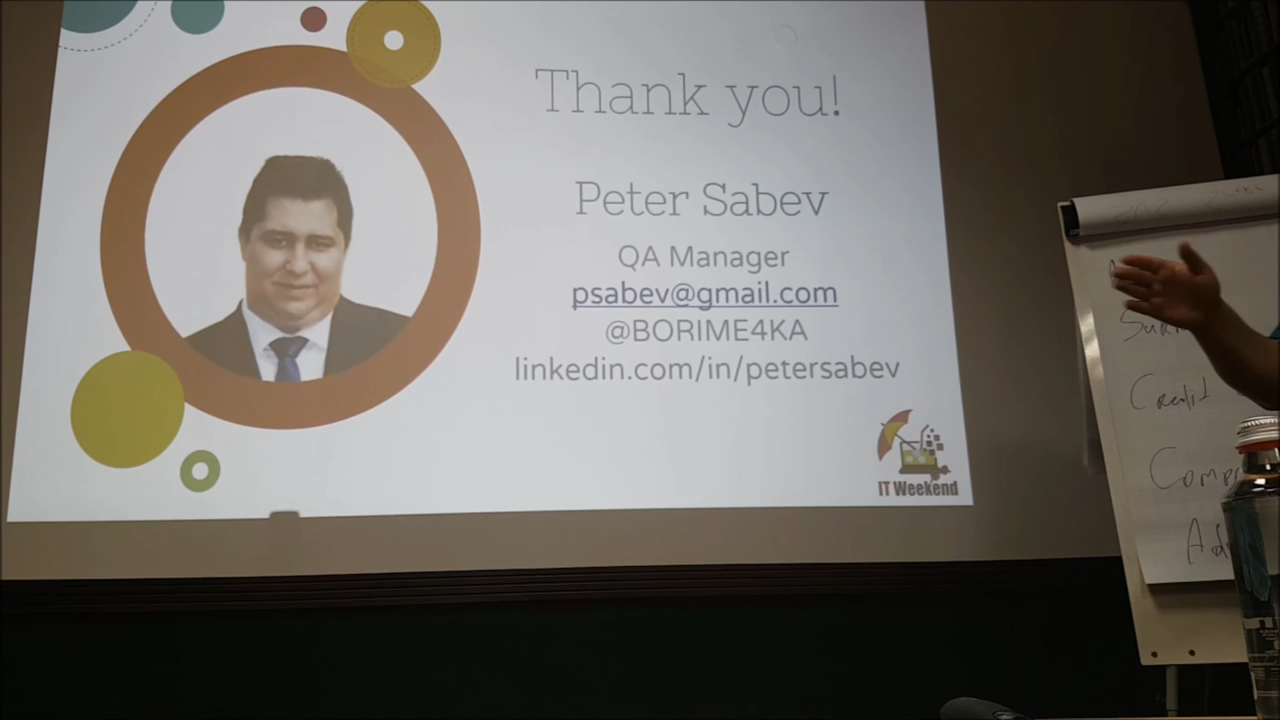 Thank you!
Peter Sabev
QA Manager
psabev@gmail.com
@BORIME4KA
linkedin.com/in/petersabev
IT Weekend
Credit